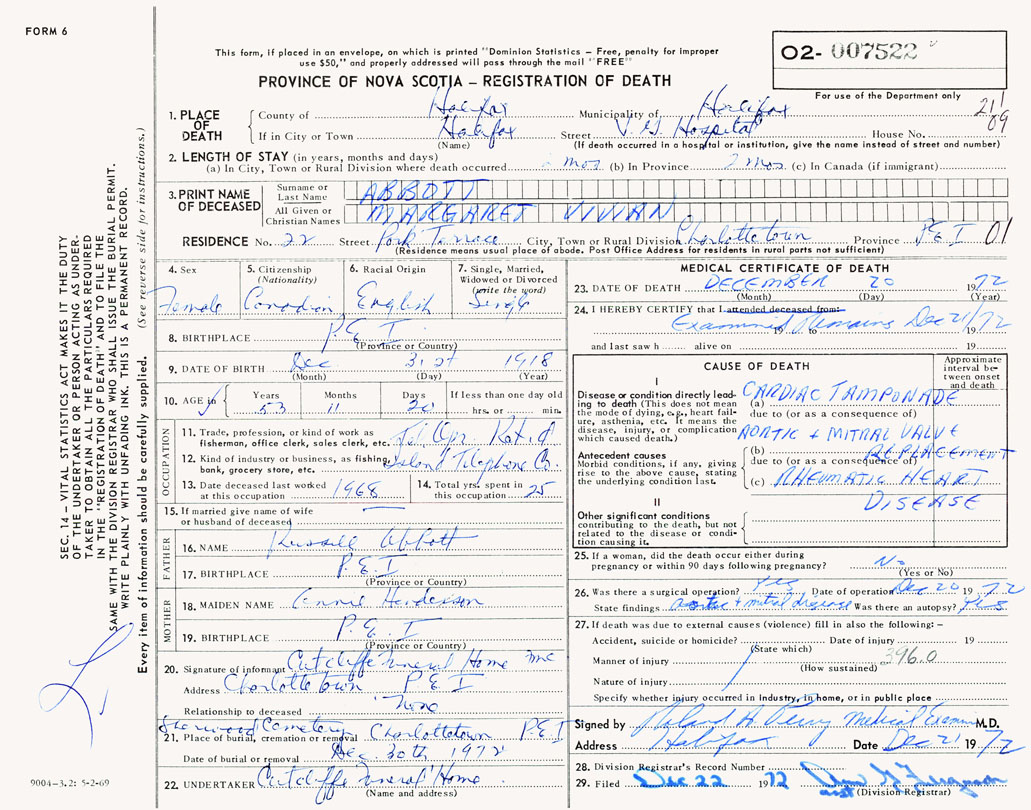 FORM 6
This form, if placed in an envelope, on which is printed "Dominion Statistics – Free, penalty for improper
use $50," and properly addressed will pass through the mail "FREE"
PROVINCE OF NOVA SCOTIA – REGISTRATION OF DEATH
O2- 007522
For use of the Department only
211
09
1. PLACE OF DEATH
County of Halifax Municipality of Halifax
If in City or Town Halifax Street V.G. Hospital House No.
(Name) (If death occurred in a hospital or institution, give the name instead of street and number)
2. LENGTH OF STAY (in years, months and days)
(a) In City, Town or Rural Division where death occurred 2 mos. (b) In Province 2 mos. (c) In Canada (if immigrant)
3. PRINT NAME OF DECEASED
Surname or Last Name ABBOTT
All Given or Christian Names MARGARET VIVIAN
RESIDENCE No. 22 Street Park Terrace City, Town or Rural Division Charlottetown Province P.E.I 01
(Residence means usual place of abode. Post Office Address for residents in rural parts not sufficient)
4. Sex Female
5. Citizenship (Nationality) Canadian
6. Racial Origin English
7. Single, Married, Widowed or Divorced (write the word) Single
8. BIRTHPLACE P.E.I.
(Province or Country)
9. DATE OF BIRTH Dec 31st 1918
(Month) (Day) (Year)
10. AGE in Years 53 Months 11 Days 20 If less than one day old hrs. or min.
OCCUPATION
11. Trade, profession, or kind of work as fisherman, office clerk, sales clerk, etc. Tel. Opr. Ret'd
12. Kind of industry or business, as fishing, bank, grocery store, etc. Island Telephone Co.
13. Date deceased last worked at this occupation 1968
14. Total yrs. spent in this occupation 25
15. If married give name of wife or husband of deceased
FATHER
16. NAME Russell Abbott
17. BIRTHPLACE P.E.I
(Province or Country)
MOTHER
18. MAIDEN NAME Annie Henderson
19. BIRTHPLACE P.E.I
(Province or Country)
20. Signature of informant Cutcliffe Funeral Home Inc
Address Charlottetown P.E.I
Relationship to deceased None
Sherwood Cemetery Charlottetown P.E.I
21. Place of burial, cremation or removal
Date of burial or removal Dec 30th 1972
22. UNDERTAKER Cutcliffe Funeral Home
(Name and address)
MEDICAL CERTIFICATE OF DEATH
23. DATE OF DEATH DECEMBER 20 1972
(Month) (Day) (Year)
24. I HEREBY CERTIFY that I attended deceased from:
Examined Remains Dec 21/72
to 19
and last saw h alive on 19
CAUSE OF DEATH
Approximate interval between onset and death
I
Disease or condition directly leading to death (This does not mean the mode of dying, e.g., heart failure, asthenia, etc. It means the disease, injury, or complication which caused death.)
(a) CARDIAC TAMPONADE
due to (or as a consequence of)
AORTIC + MITRAL VALVE
Antecedent causes
Morbid conditions, if any, giving rise to the above cause, stating the underlying condition last.
(b) REPLACEMENT
due to (or as a consequence of)
(c) RHEUMATIC HEART
DISEASE
II
Other significant conditions contributing to the death, but not related to the disease or condition causing it.
25. If a woman, did the death occur either during pregnancy or within 90 days following pregnancy? No
(Yes or No)
26. Was there a surgical operation? Yes Date of operation Dec 20 1972
State findings aortic + mitral disease Was there an autopsy? Yes
27. If death was due to external causes (violence) fill in also the following: –
Accident, suicide or homicide? Date of injury 19
(State which)
Manner of injury 396.0
(How sustained)
Nature of injury
Specify whether injury occurred in Industry, in home, or in public place
Signed by Roland H. Perry Medical Examiner M.D.
Address Halifax Date Dec 21 1972
28. Division Registrar's Record Number
29. Filed Dec 22 1972
(Division Registrar)
SEC. 14 – VITAL STATISTICS ACT MAKES IT THE DUTY
OF THE UNDERTAKER OR PERSON ACTING AS UNDERTAKER
TO OBTAIN ALL THE PARTICULARS REQUIRED
IN THE "REGISTRATION OF DEATH" AND TO FILE THE
SAME WITH THE DIVISION REGISTRAR WHO SHALL ISSUE THE BURIAL PERMIT.
WRITE PLAINLY WITH UNFADING INK. THIS IS A PERMANENT RECORD.
Every item of information should be carefully supplied. (See reverse side for instructions.)
9004–3.2: 5-2-69